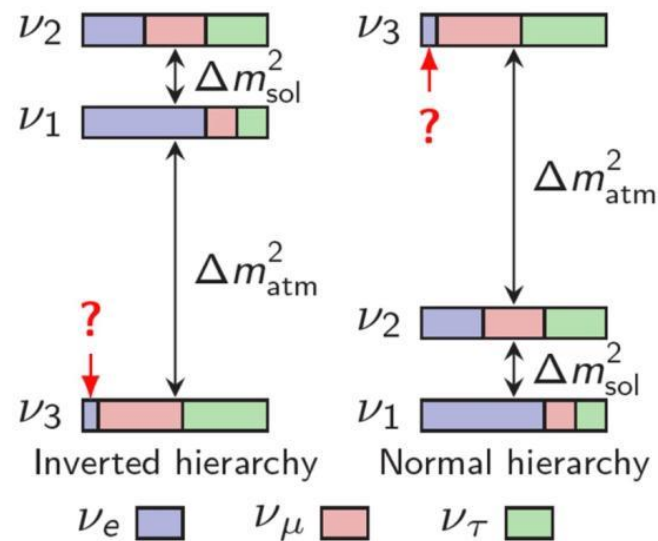 ν₂
Δm²sol
ν₁
Δm²atm
?
ν₃
Inverted hierarchy
ν₃
?
Δm²atm
ν₂
Δm²sol
ν₁
Normal hierarchy
νₑ νμ ντ